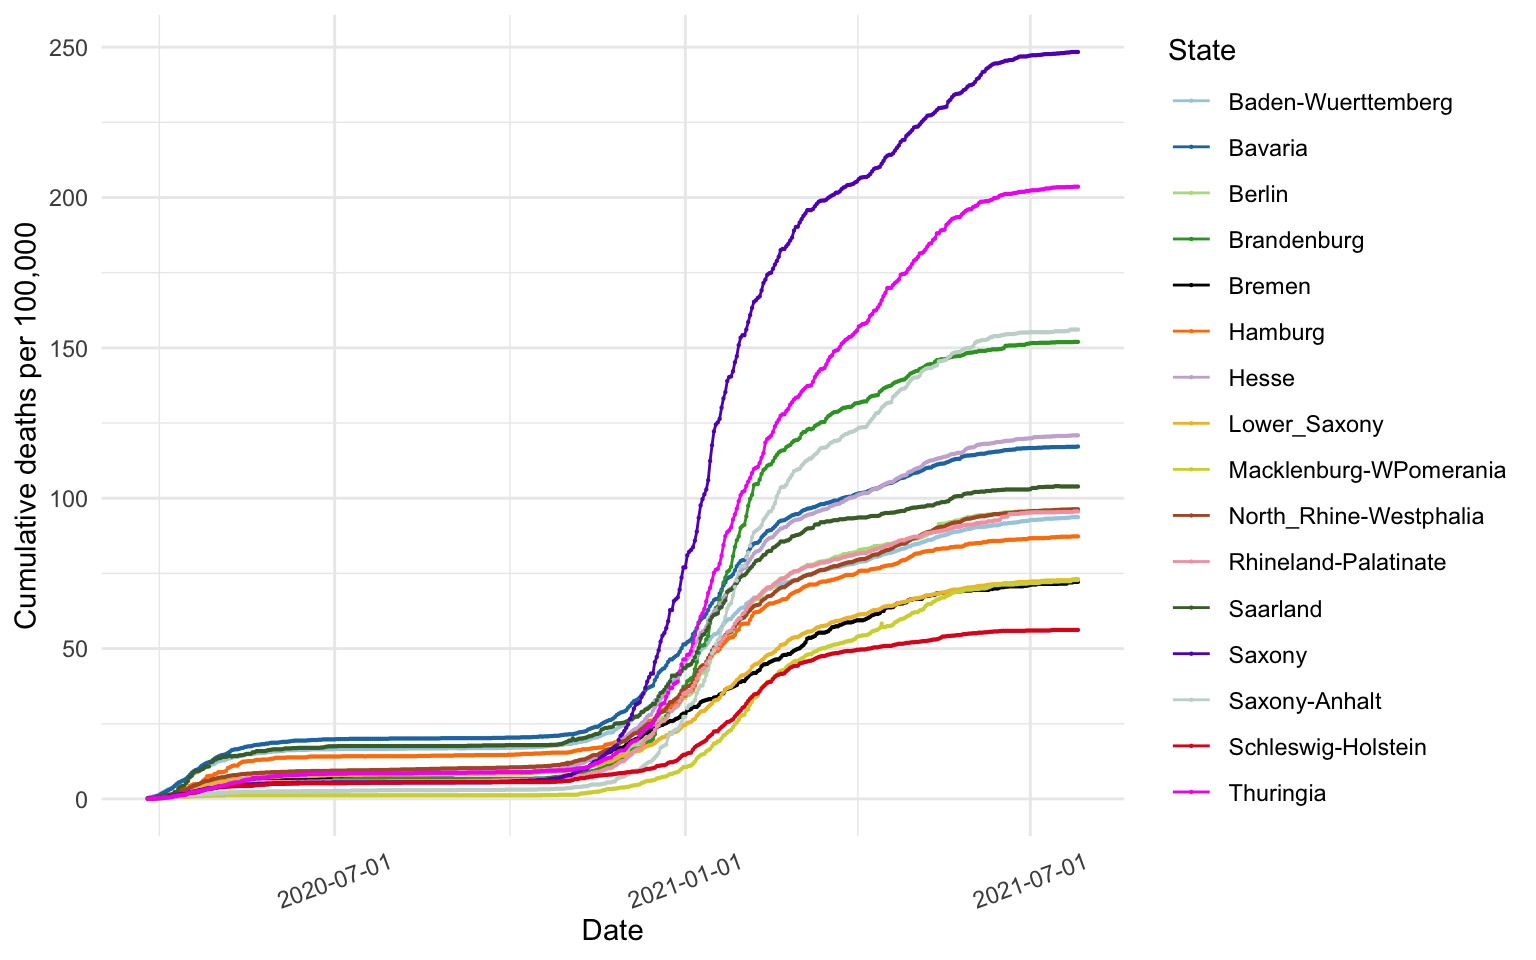 Cumulative deaths per 100,000
250
200
150
100
50
0
2020-07-01
2021-01-01
2021-07-01
Date
State
Baden-Wuerttemberg
Bavaria
Berlin
Brandenburg
Bremen
Hamburg
Hesse
Lower_Saxony
Macklenburg-WPomerania
North_Rhine-Westphalia
Rhineland-Palatinate
Saarland
Saxony
Saxony-Anhalt
Schleswig-Holstein
Thuringia